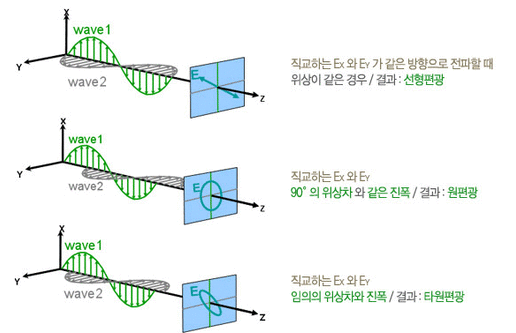 X
wave1
Y
wave2
E
Z
직교하는 Ex 와 Ey 가 같은 방향으로 전파할 때
위상이 같은 경우 / 결과 : 선형편광
X
wave1
Y
wave2
E
Z
직교하는 Ex 와 Ey
90˚ 의 위상차 와 같은 진폭 / 결과 : 원편광
X
wave1
Y
wave2
E
Z
직교하는 Ex 와 Ey
임의의 위상차와 진폭 / 결과 : 타원편광